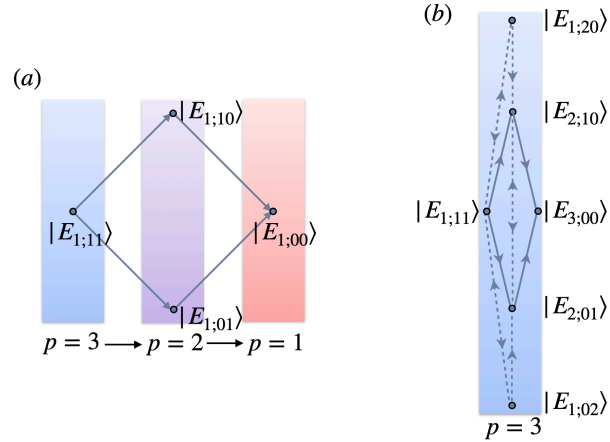 (a)
|E₁;₁₀⟩
|E₁;₁₁⟩
|E₁;₀₀⟩
|E₁;₀₁⟩
p = 3 → p = 2 → p = 1
(b)
|E₁;₂₀⟩
|E₂;₁₀⟩
|E₁;₁₁⟩
|E₃;₀₀⟩
|E₂;₀₁⟩
|E₁;₀₂⟩
p = 3